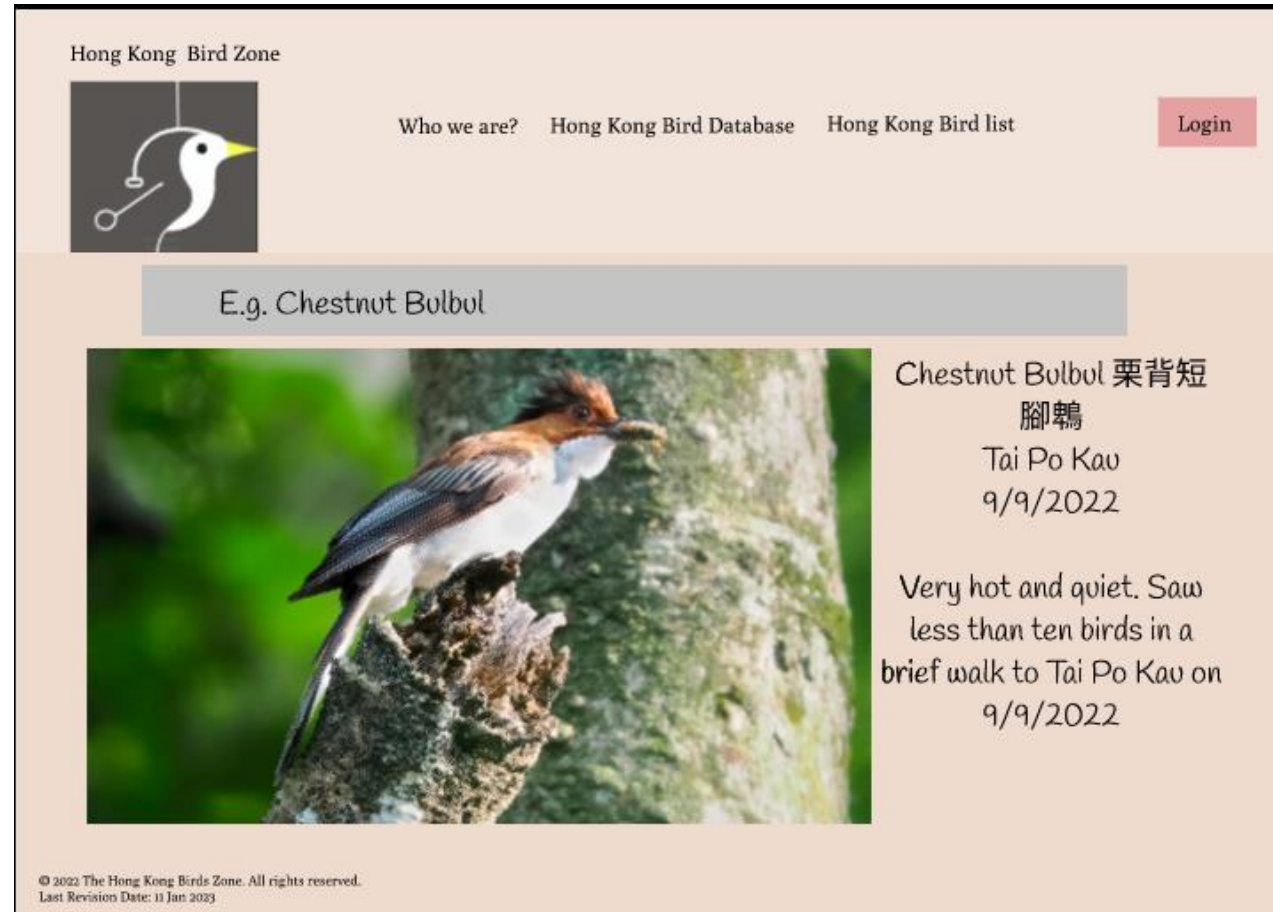 Hong Kong Bird Zone
Who we are?
Hong Kong Bird Database
Hong Kong Bird list
Login
E.g. Chestnut Bulbul
Chestnut Bulbul 栗背短
腳鵯
Tai Po Kau
9/9/2022
Very hot and quiet. Saw
less than ten birds in a
brief walk to Tai Po Kau on
9/9/2022
© 2022 The Hong Kong Birds Zone. All rights reserved.
Last Revision Date: 11 Jan 2023